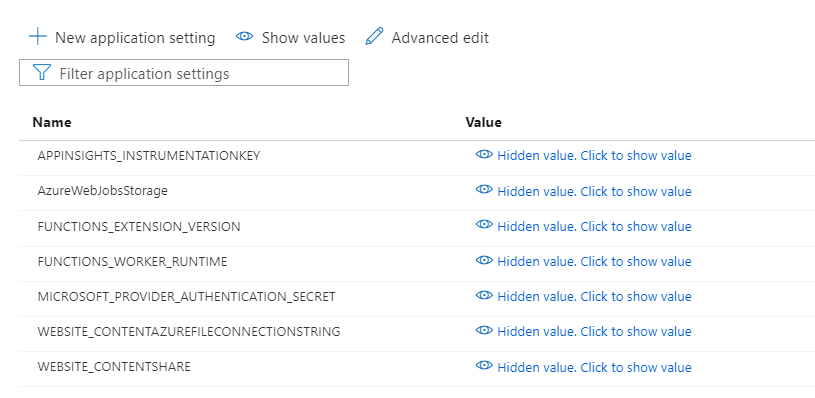 New application setting Show values Advanced edit
Filter application settings
Name Value
APPINSIGHTS_INSTRUMENTATIONKEY Hidden value. Click to show value
AzureWebJobsStorage Hidden value. Click to show value
FUNCTIONS_EXTENSION_VERSION Hidden value. Click to show value
FUNCTIONS_WORKER_RUNTIME Hidden value. Click to show value
MICROSOFT_PROVIDER_AUTHENTICATION_SECRET Hidden value. Click to show value
WEBSITE_CONTENTAZUREFILECONNECTIONSTRING Hidden value. Click to show value
WEBSITE_CONTENTSHARE Hidden value. Click to show value